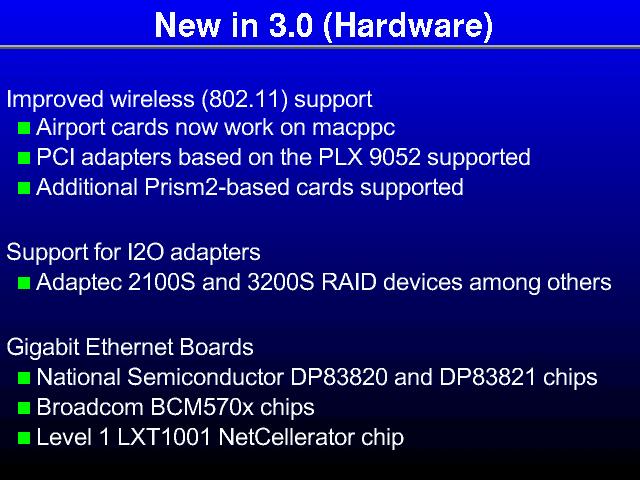 New in 3.0 (Hardware)
Improved wireless (802.11) support
Airport cards now work on macppc
PCI adapters based on the PLX 9052 supported
Additional Prism2-based cards supported
Support for I2O adapters
Adaptec 2100S and 3200S RAID devices among others
Gigabit Ethernet Boards
National Semiconductor DP83820 and DP83821 chips
Broadcom BCM570x chips
Level 1 LXT1001 NetCellerator chip